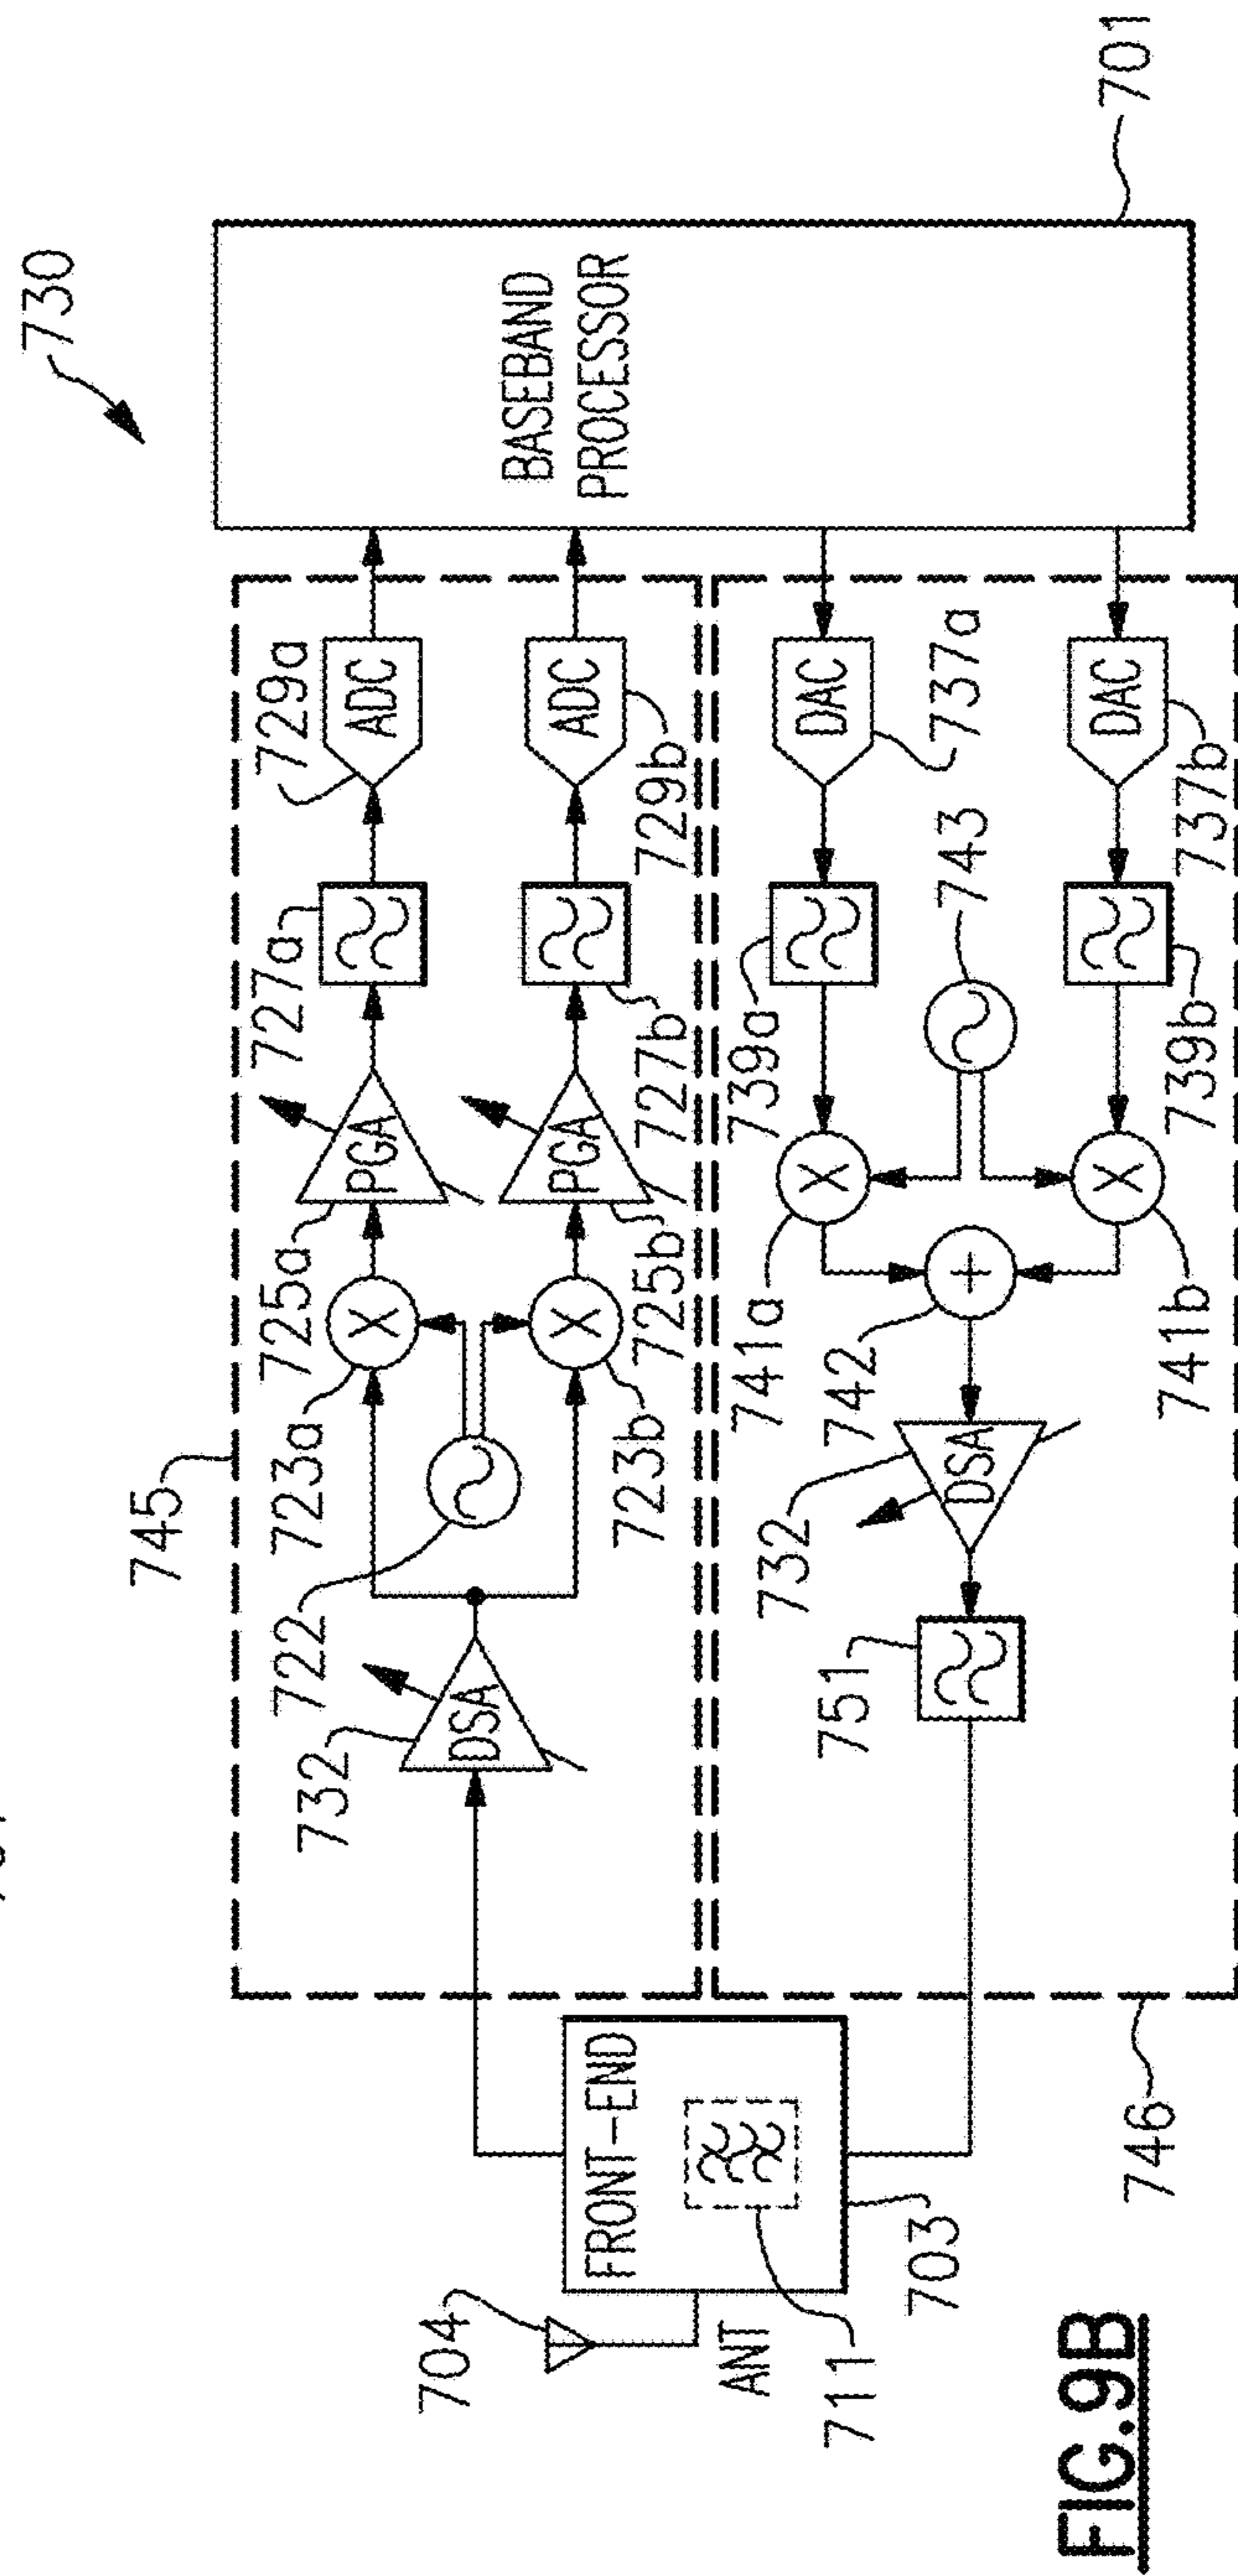 730
745
727a
729a
725a
723a
722
732
DSA
X
X
PGA
PGA
ADC
ADC
723b
725b
727b
729b
BASEBAND
PROCESSOR
701
704
ANT
FRONT-END
711
703
751
732
DSA
742
+
741a
X
739a
743
DAC
737a
X
741b
739b
DAC
737b
746
FIG.9B